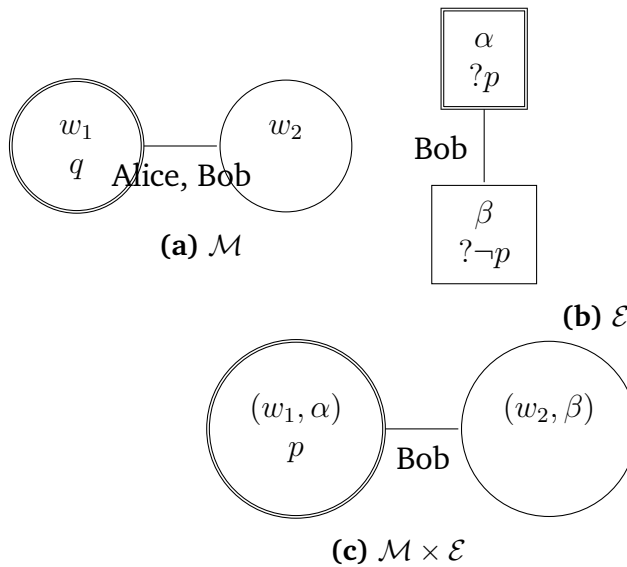 w₁
q
Alice, Bob
w₂
(a) ℳ
α
?p
Bob
β
?¬p
(b) ℰ
(w₁, α)
p
Bob
(w₂, β)
(c) ℳ × ℰ